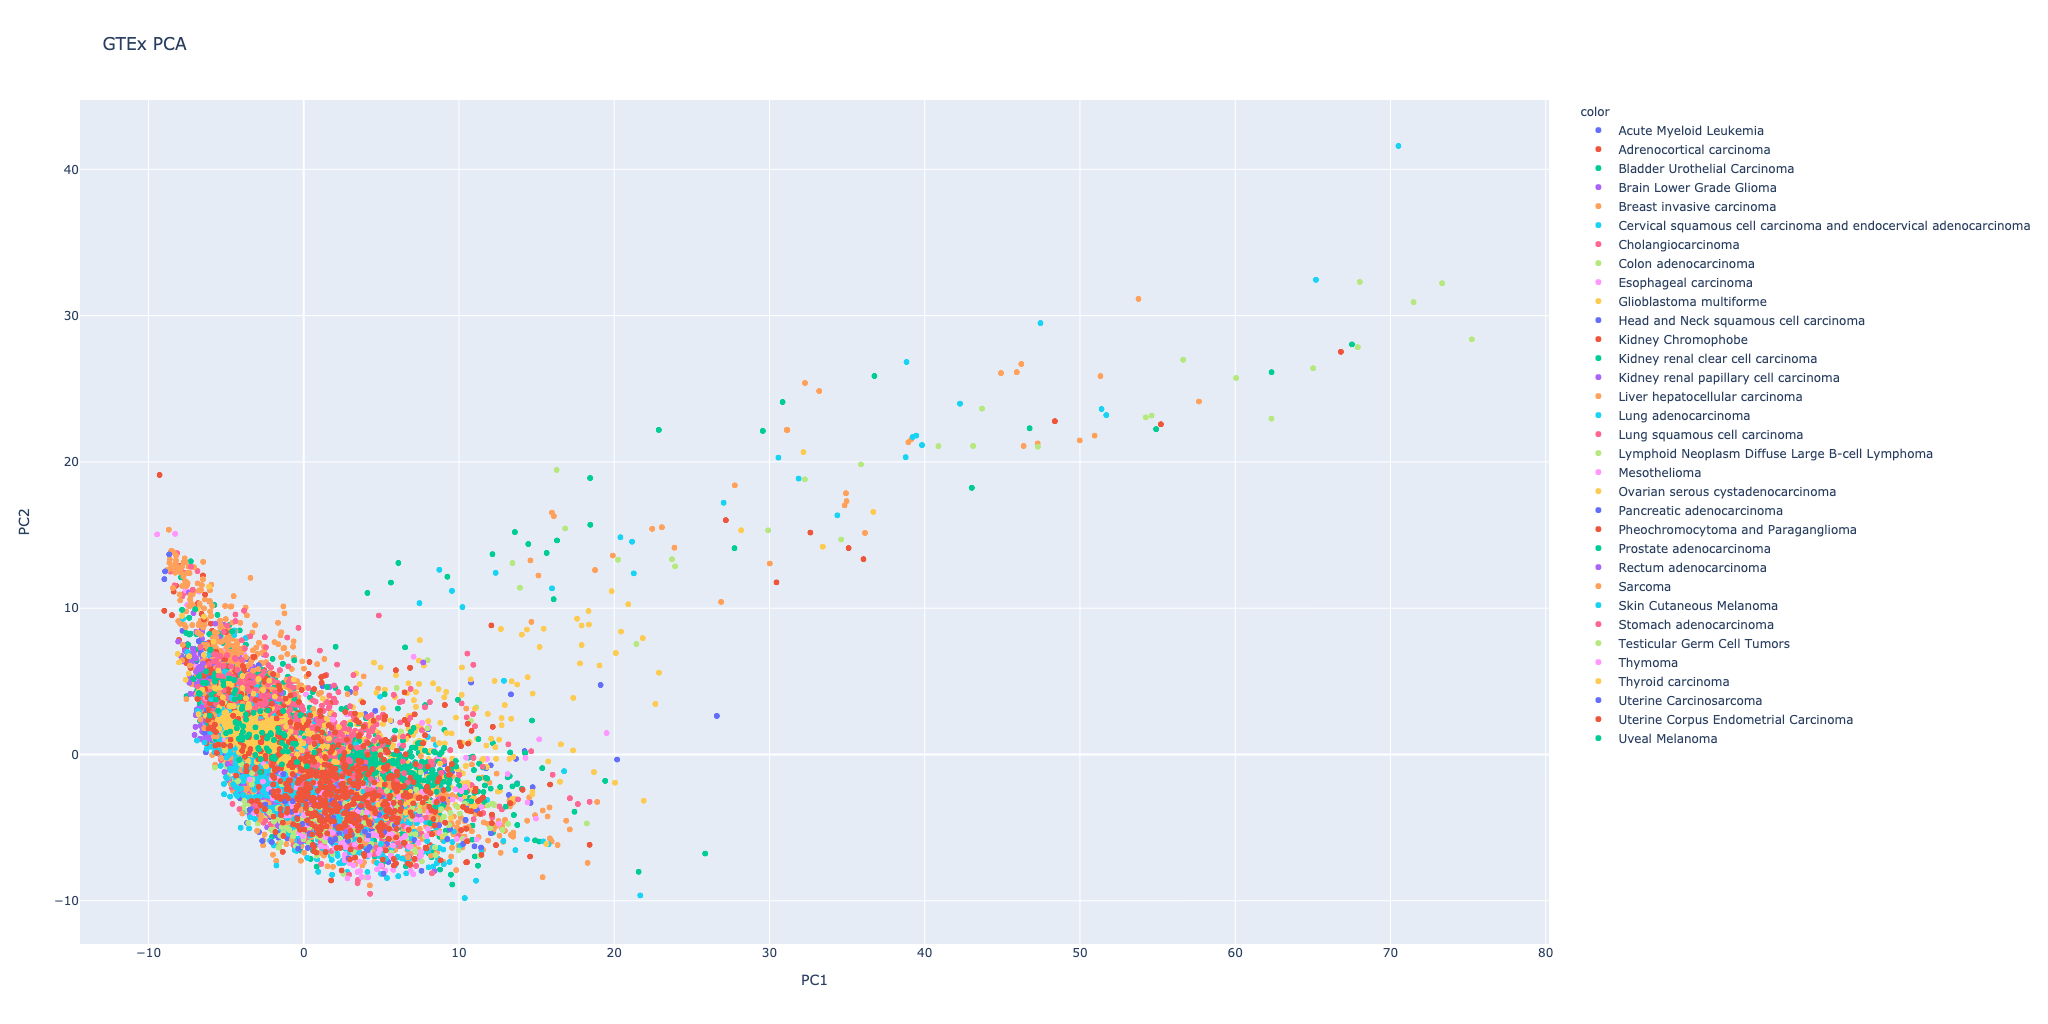 GTEx PCA
color
Acute Myeloid Leukemia
Adrenocortical carcinoma
Bladder Urothelial Carcinoma
Brain Lower Grade Glioma
Breast invasive carcinoma
Cervical squamous cell carcinoma and endocervical adenocarcinoma
Cholangiocarcinoma
Colon adenocarcinoma
Esophageal carcinoma
Glioblastoma multiforme
Head and Neck squamous cell carcinoma
Kidney Chromophobe
Kidney renal clear cell carcinoma
Kidney renal papillary cell carcinoma
Liver hepatocellular carcinoma
Lung adenocarcinoma
Lung squamous cell carcinoma
Lymphoid Neoplasm Diffuse Large B-cell Lymphoma
Mesothelioma
Ovarian serous cystadenocarcinoma
Pancreatic adenocarcinoma
Pheochromocytoma and Paraganglioma
Prostate adenocarcinoma
Rectum adenocarcinoma
Sarcoma
Skin Cutaneous Melanoma
Stomach adenocarcinoma
Testicular Germ Cell Tumors
Thymoma
Thyroid carcinoma
Uterine Carcinosarcoma
Uterine Corpus Endometrial Carcinoma
Uveal Melanoma
40
30
20
10
0
−10
PC2
−10 0 10 20 30 40 50 60 70 80
PC1